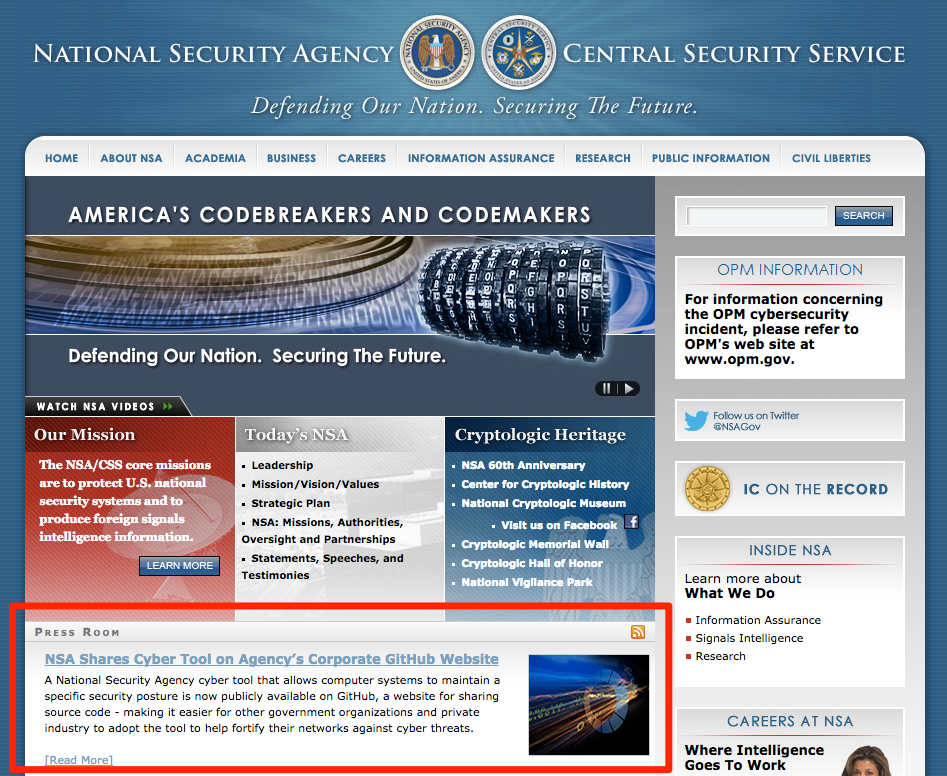 NATIONAL SECURITY AGENCY
CENTRAL SECURITY SERVICE
Defending Our Nation. Securing The Future.
HOME
ABOUT NSA
ACADEMIA
BUSINESS
CAREERS
INFORMATION ASSURANCE
RESEARCH
PUBLIC INFORMATION
CIVIL LIBERTIES
AMERICA'S CODEBREAKERS AND CODEMAKERS
Defending Our Nation. Securing The Future.
WATCH NSA VIDEOS
Our Mission
The NSA/CSS core missions
are to protect U.S. national
security systems and to
produce foreign signals
intelligence information.
LEARN MORE
Today's NSA
Leadership
Mission/Vision/Values
Strategic Plan
NSA: Missions, Authorities,
Oversight and Partnerships
Statements, Speeches, and
Testimonies
Cryptologic Heritage
NSA 60th Anniversary
Center for Cryptologic History
National Cryptologic Museum
Visit us on Facebook
Cryptologic Memorial Wall
Cryptologic Hall of Honor
National Vigilance Park
PRESS ROOM
NSA Shares Cyber Tool on Agency's Corporate GitHub Website
A National Security Agency cyber tool that allows computer systems to maintain a
specific security posture is now publicly available on GitHub, a website for sharing
source code - making it easier for other government organizations and private
industry to adopt the tool to help fortify their networks against cyber threats.
[Read More]
SEARCH
OPM INFORMATION
For information concerning
the OPM cybersecurity
incident, please refer to
OPM's web site at
www.opm.gov.
Follow us on Twitter
@NSAGov
IC ON THE RECORD
INSIDE NSA
Learn more about
What We Do
Information Assurance
Signals Intelligence
Research
CAREERS AT NSA
Where Intelligence
Goes To Work